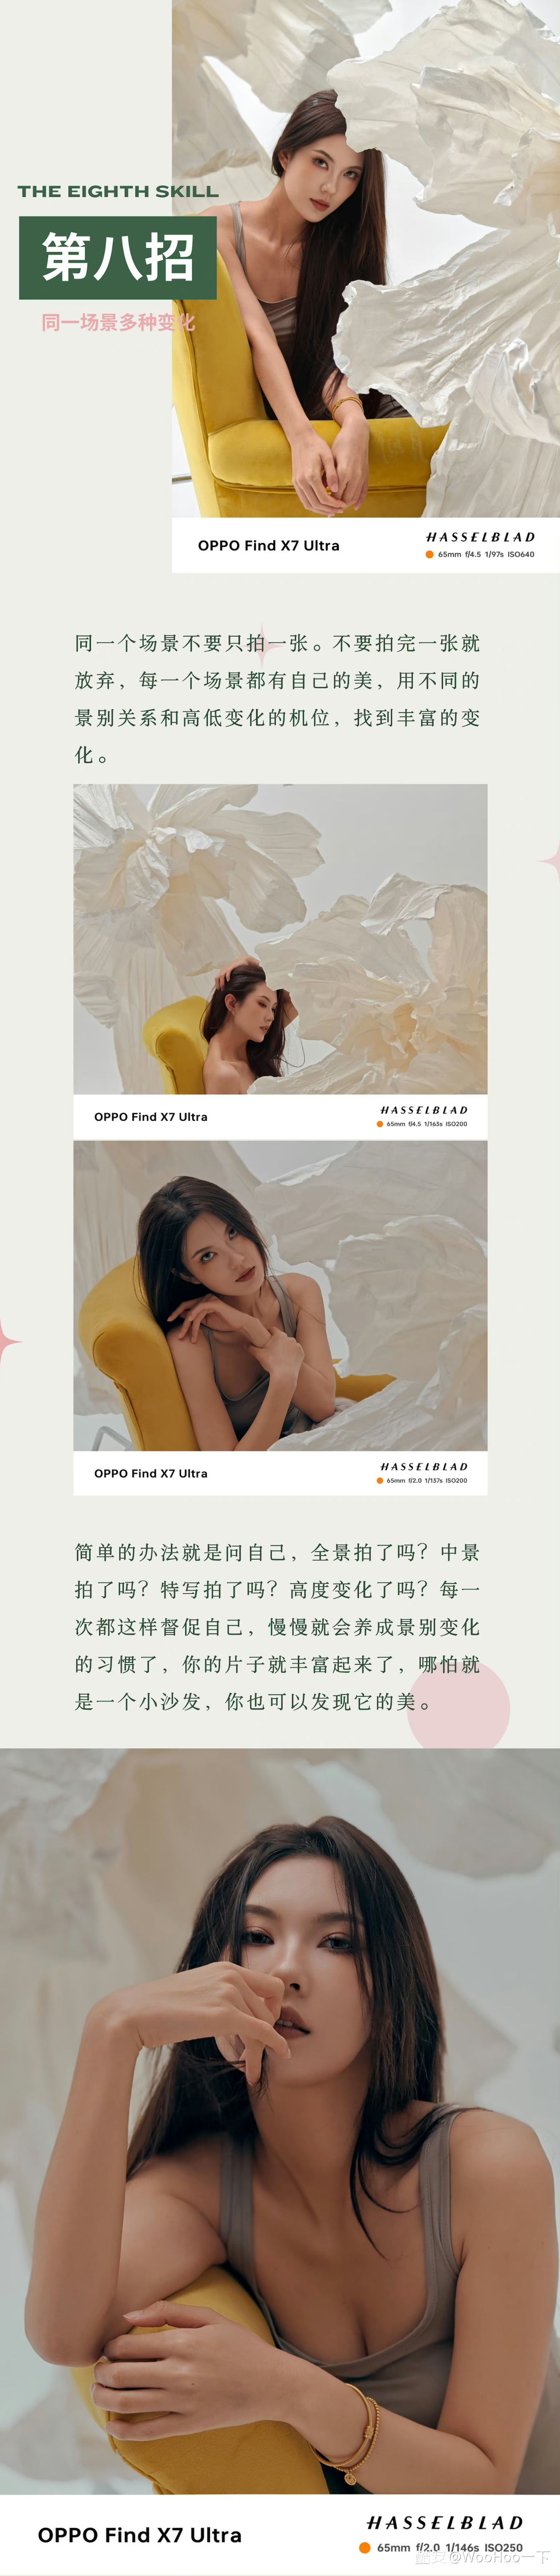 THE EIGHTH SKILL
第八招
同一场景多种变化
OPPO Find X7 Ultra
HASSELBLAD
65mm f/4.5 1/97s ISO640
同一个场景不要只拍一张。不要拍完一张就
放弃，每一个场景都有自己的美，用不同的
景别关系和高低变化的机位，找到丰富的变
化。
OPPO Find X7 Ultra
HASSELBLAD
65mm f/4.5 1/163s ISO200
OPPO Find X7 Ultra
HASSELBLAD
65mm f/2.0 1/137s ISO200
简单的办法就是问自己，全景拍了吗？中景
拍了吗？特写拍了吗？高度变化了吗？每一
次都这样督促自己，慢慢就会养成景别变化
的习惯了，你的片子就丰富起来了，哪怕就
是一个小沙发，你也可以发现它的美。
OPPO Find X7 Ultra
HASSELBLAD
65mm f/2.0 1/146s ISO250
酷安 @WooHoo一下